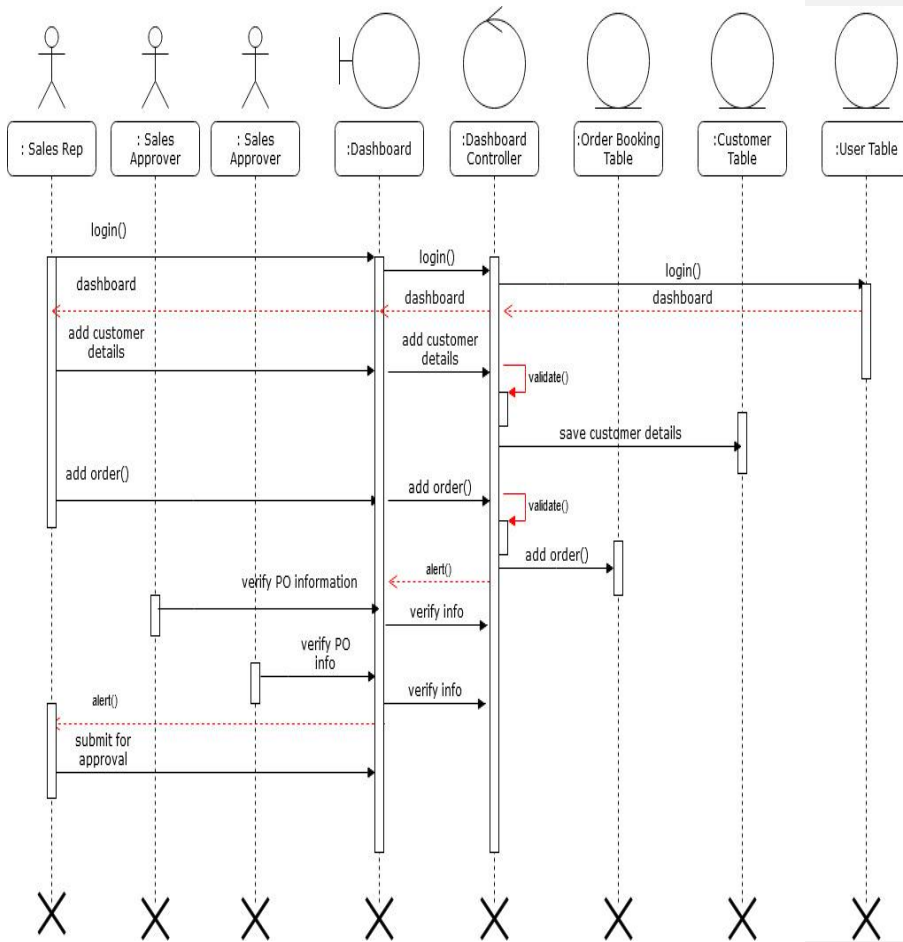 : Sales Rep
: Sales
Approver
: Sales
Approver
:Dashboard
:Dashboard
Controller
:Order Booking
Table
:Customer
Table
:User Table
login()
login()
login()
dashboard
dashboard
dashboard
add customer
details
add customer
details
validate()
save customer details
add order()
add order()
validate()
add order()
alert()
verify PO information
verify info
verify PO
info
verify info
alert()
submit for
approval